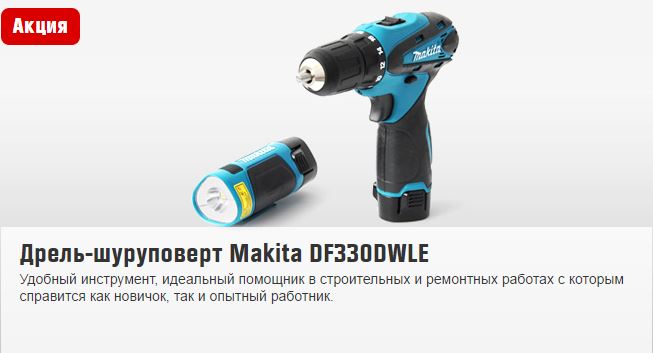 Акция
makita
makita
Дрель-шуруповерт Makita DF330DWLE
Удобный инструмент, идеальный помощник в строительных и ремонтных работах с которым
справится как новичок, так и опытный работник.